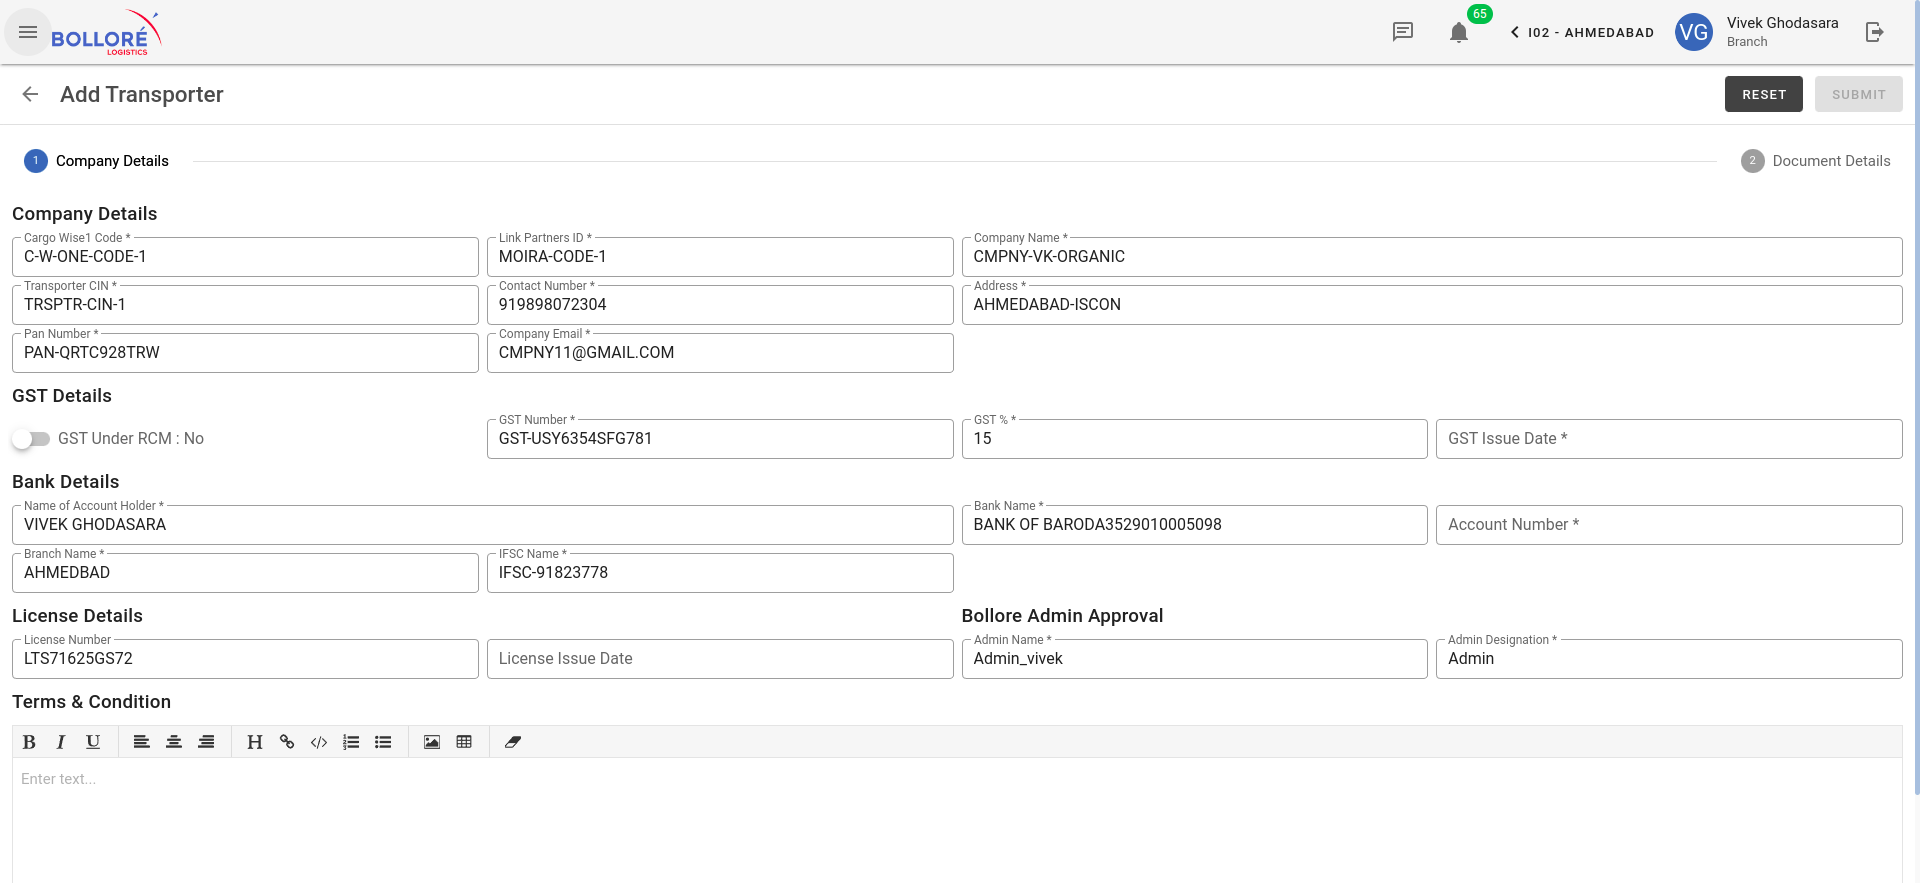 BOLLORÉ
LOGISTICS
65
I02 - AHMEDABAD
VG
Vivek Ghodasara
Branch
Add Transporter
RESET
SUBMIT
1 Company Details
2 Document Details
Company Details
Cargo Wise1 Code *
C-W-ONE-CODE-1
Link Partners ID *
MOIRA-CODE-1
Company Name *
CMPNY-VK-ORGANIC
Transporter CIN *
TRSPTR-CIN-1
Contact Number *
919898072304
Address *
AHMEDABAD-ISCON
Pan Number *
PAN-QRTC928TRW
Company Email *
CMPNY11@GMAIL.COM
GST Details
GST Under RCM : No
GST Number *
GST-USY6354SFG781
GST % *
15
GST Issue Date *
Bank Details
Name of Account Holder *
VIVEK GHODASARA
Bank Name *
BANK OF BARODA3529010005098
Account Number *
Branch Name *
AHMEDBAD
IFSC Name *
IFSC-91823778
License Details
Bollore Admin Approval
License Number
LTS71625GS72
License Issue Date
Admin Name *
Admin_vivek
Admin Designation *
Admin
Terms & Condition
B I U H </>
Enter text...